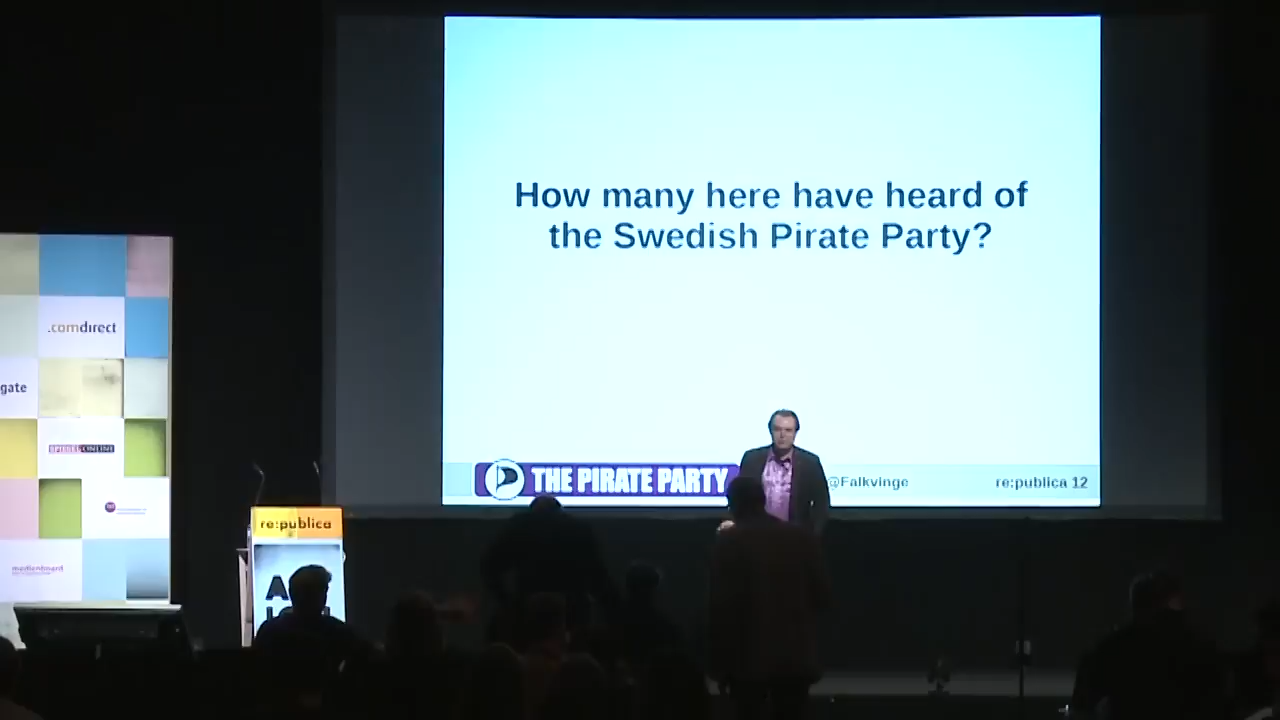 How many here have heard of
the Swedish Pirate Party?
THE PIRATE PARTY
@Falkvinge
re:publica 12
.comdirect
gate
SPIEGEL ONLINE
medienboard
re:publica